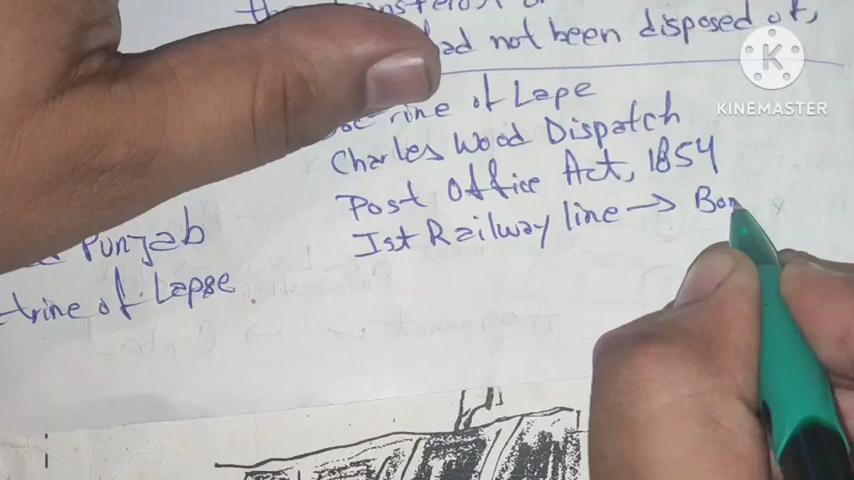 had not been disposed of,
KINEMASTER
rine of Lape
Charles Wood Dispatch
Post Office Act, 1854
Ist Railway line → Bom
Punjab
trine of Lapse